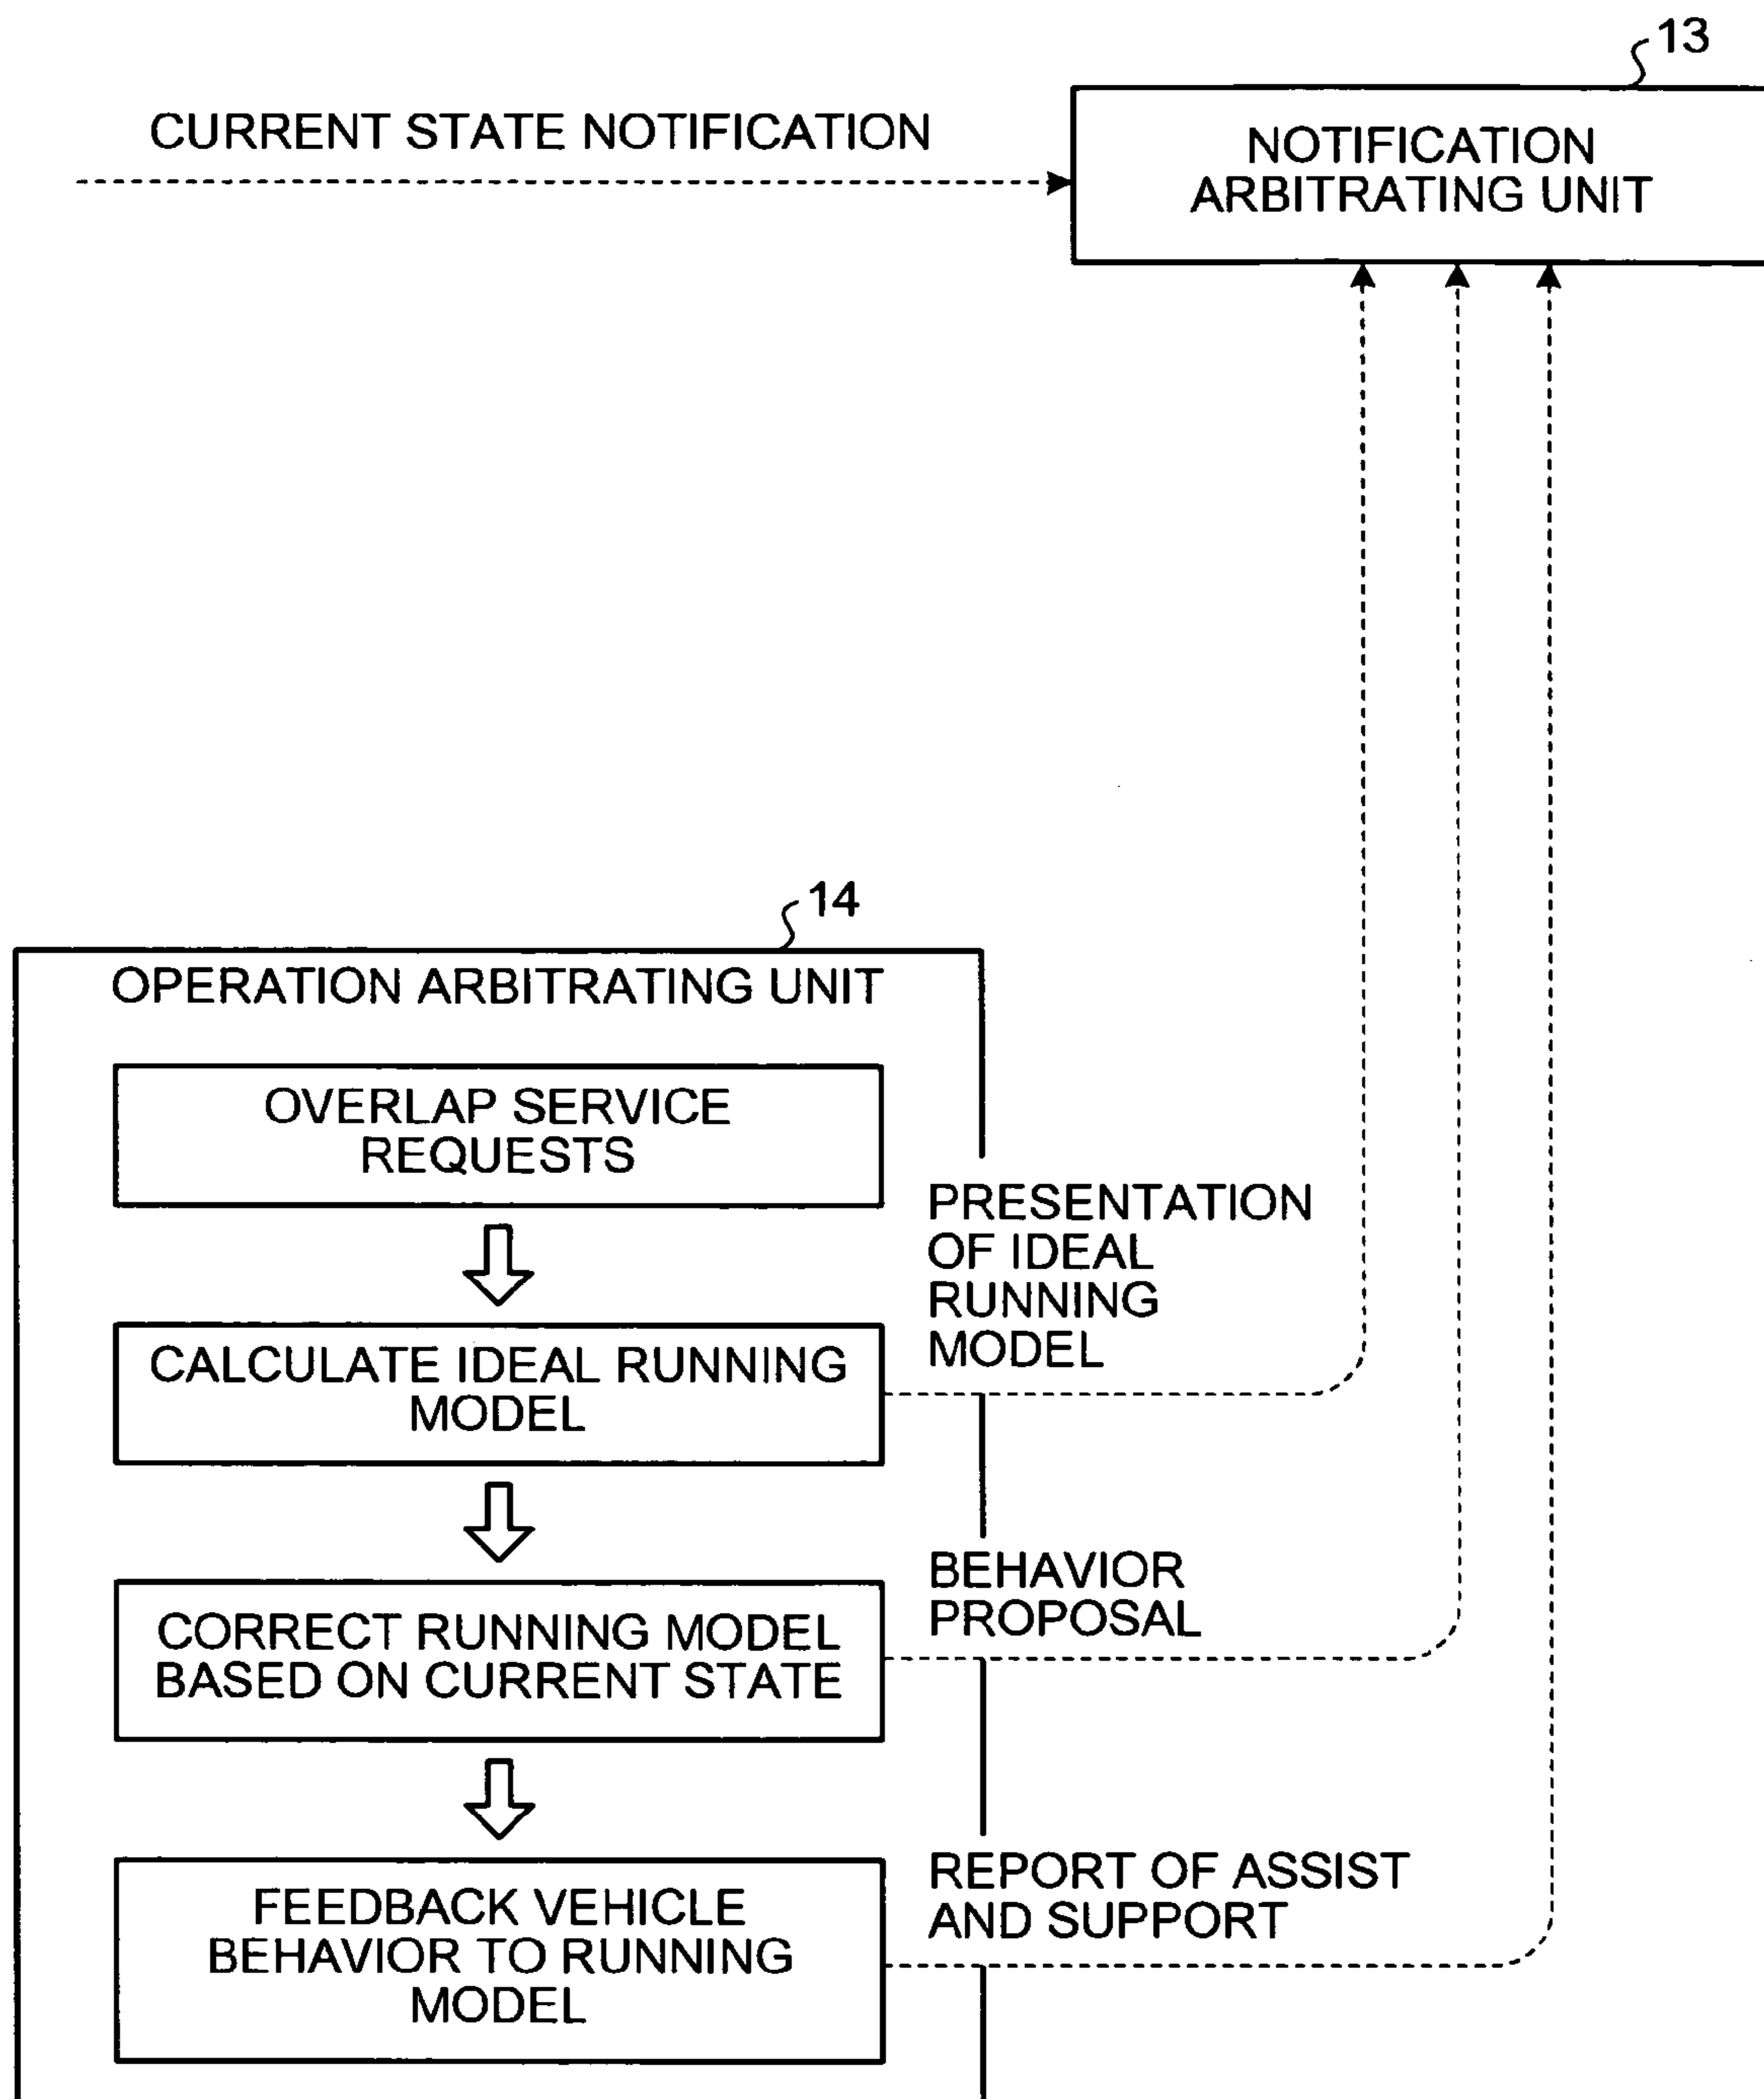 13
CURRENT STATE NOTIFICATION
NOTIFICATION
ARBITRATING UNIT
14
OPERATION ARBITRATING UNIT
OVERLAP SERVICE
REQUESTS
PRESENTATION
OF IDEAL
RUNNING
MODEL
CALCULATE IDEAL RUNNING
MODEL
BEHAVIOR
PROPOSAL
CORRECT RUNNING MODEL
BASED ON CURRENT STATE
REPORT OF ASSIST
AND SUPPORT
FEEDBACK VEHICLE
BEHAVIOR TO RUNNING
MODEL